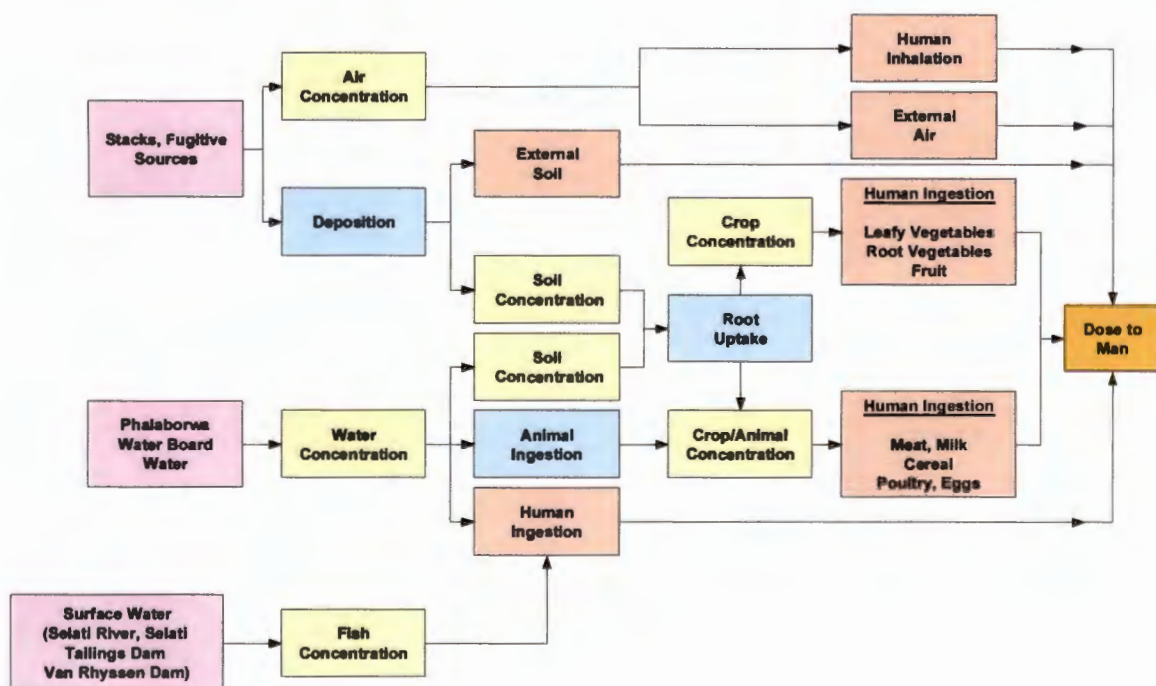 Human
Inhalation
Air
Concentration
Stacks, Fugitive
Sources
External
Air
External
Soil
Human Ingestion
Leafy Vegetables
Root Vegetables
Fruit
Deposition
Crop
Concentration
Soil
Concentration
Root
Uptake
Dose to
Man
Soil
Concentration
Phalaborwa
Water Board
Water
Water
Concentration
Animal
Ingestion
Crop/Animal
Concentration
Human Ingestion
Meat, Milk
Cereal
Poultry, Eggs
Human
Ingestion
Surface Water
(Selati River, Selati
Tailings Dam
Van Rhyssen Dam)
Fish
Concentration